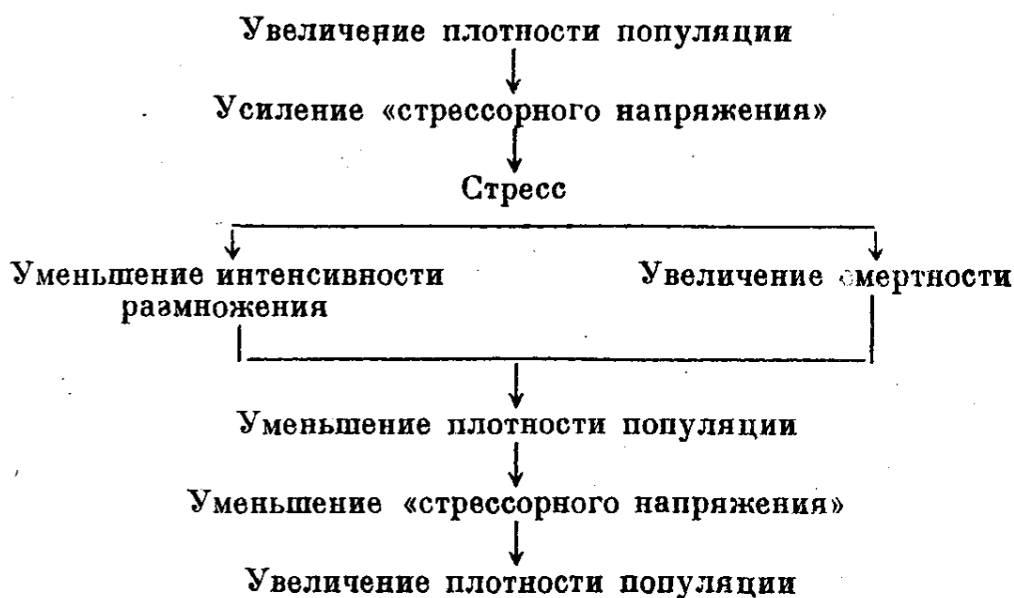 Увеличение плотности популяции
Усиление «стрессорного напряжения»
Стресс
Уменьшение интенсивности
размножения
Увеличение смертности
Уменьшение плотности популяции
Уменьшение «стрессорного напряжения»
Увеличение плотности популяции